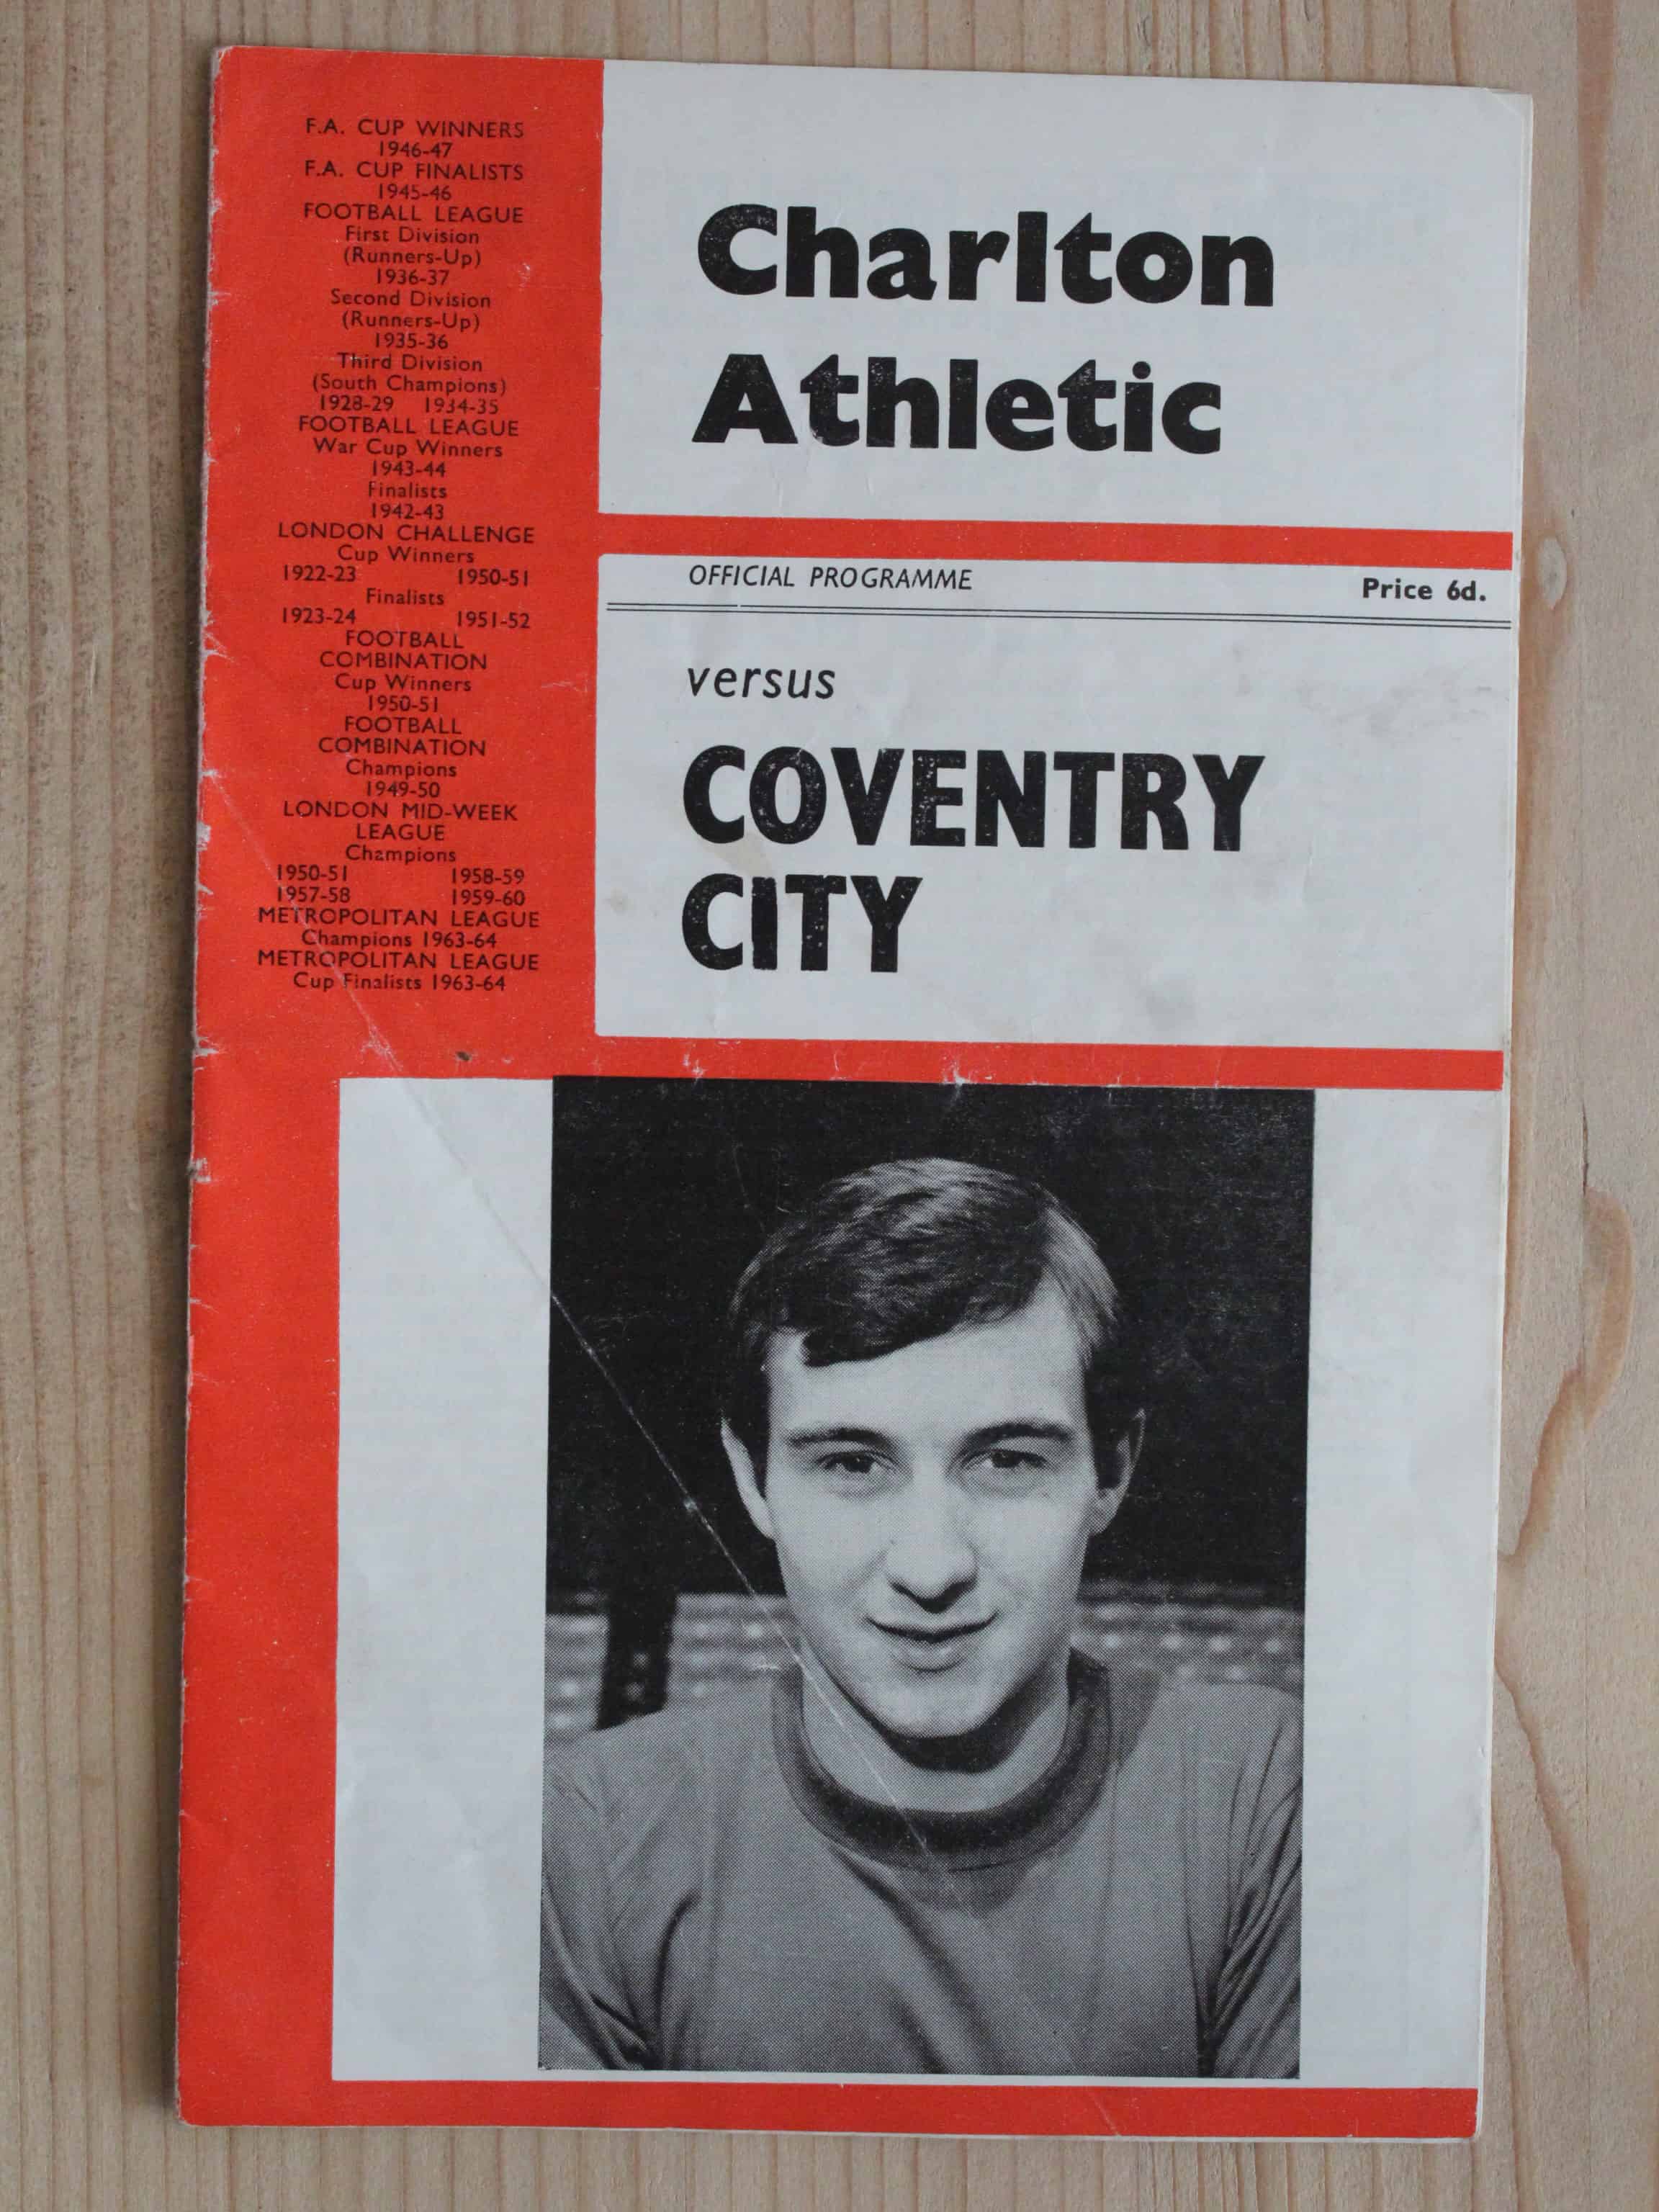 F.A. CUP WINNERS
1946-47
F.A. CUP FINALISTS
1945-46
FOOTBALL LEAGUE
First Division
(Runners-Up)
1936-37
Second Division
(Runners-Up)
1935-36
Third Division
(South Champions)
1928-29 1934-35
FOOTBALL LEAGUE
War Cup Winners
1943-44
Finalists
1942-43
LONDON CHALLENGE
Cup Winners
1922-23 1950-51
Finalists
1923-24 1951-52
FOOTBALL
COMBINATION
Cup Winners
1950-51
FOOTBALL
COMBINATION
Champions
1949-50
LONDON MID-WEEK
LEAGUE
Champions
1950-51 1958-59
1957-58 1959-60
METROPOLITAN LEAGUE
Champions 1963-64
METROPOLITAN LEAGUE
Cup Finalists 1963-64
Charlton
Athletic
OFFICIAL PROGRAMME Price 6d.
versus
COVENTRY
CITY